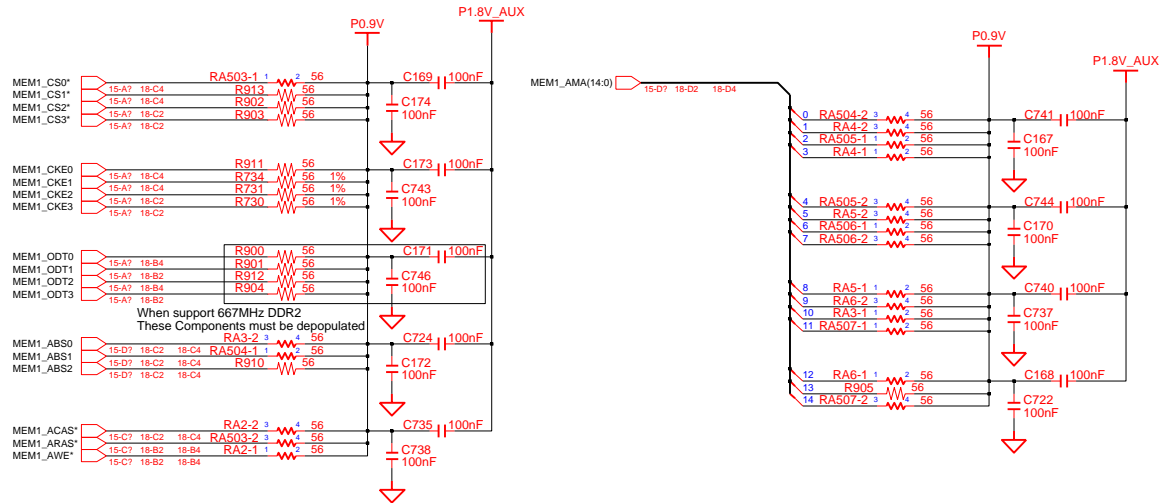 P0.9V
P1.8V_AUX
MEM1_CS0* 15-A? 18-C4 RA503-1 1 2 56 C169 100nF
MEM1_CS1* 15-A? 18-C4 R913 56
MEM1_CS2* 15-A? 18-C2 R902 56 C174
MEM1_CS3* 15-A? 18-C2 R903 56 100nF
MEM1_CKE0 15-A? 18-C4 R911 56 C173 100nF
MEM1_CKE1 15-A? 18-C4 R734 56 1%
MEM1_CKE2 15-A? 18-C2 R731 56 1% C743
MEM1_CKE3 15-A? 18-C2 R730 56 1% 100nF
MEM1_ODT0 15-A? 18-B4 R900 56 C171 100nF
MEM1_ODT1 15-A? 18-B2 R901 56
MEM1_ODT2 15-A? 18-B4 R912 56 C746
MEM1_ODT3 15-A? 18-B2 R904 56 100nF
When support 667MHz DDR2
These Components must be depopulated
MEM1_ABS0 15-D? 18-C2 18-C4 RA3-2 3 4 56 C724 100nF
MEM1_ABS1 15-D? 18-C2 18-C4 RA504-1 1 2 56
MEM1_ABS2 15-D? 18-C2 18-C4 R910 56 C172
100nF
MEM1_ACAS* 15-C? 18-C2 18-C4 RA2-2 3 4 56 C735 100nF
MEM1_ARAS* 15-C? 18-B2 18-B4 RA503-2 3 4 56
MEM1_AWE* 15-C? 18-B2 18-B4 RA2-1 1 2 56 C738
100nF
P0.9V
P1.8V_AUX
MEM1_AMA(14:0) 15-D? 18-D2 18-D4
0 RA504-2 3 4 56 C741 100nF
1 RA4-2 3 4 56
2 RA505-1 1 2 56 C167
3 RA4-1 1 2 56 100nF
4 RA505-2 3 4 56 C744 100nF
5 RA5-2 3 4 56
6 RA506-1 1 2 56 C170
7 RA506-2 3 4 56 100nF
8 RA5-1 1 2 56 C740 100nF
9 RA6-2 3 4 56
10 RA3-1 1 2 56 C737
11 RA507-1 1 2 56 100nF
12 RA6-1 1 2 56 C168 100nF
13 R905 56
14 RA507-2 3 4 56 C722
100nF